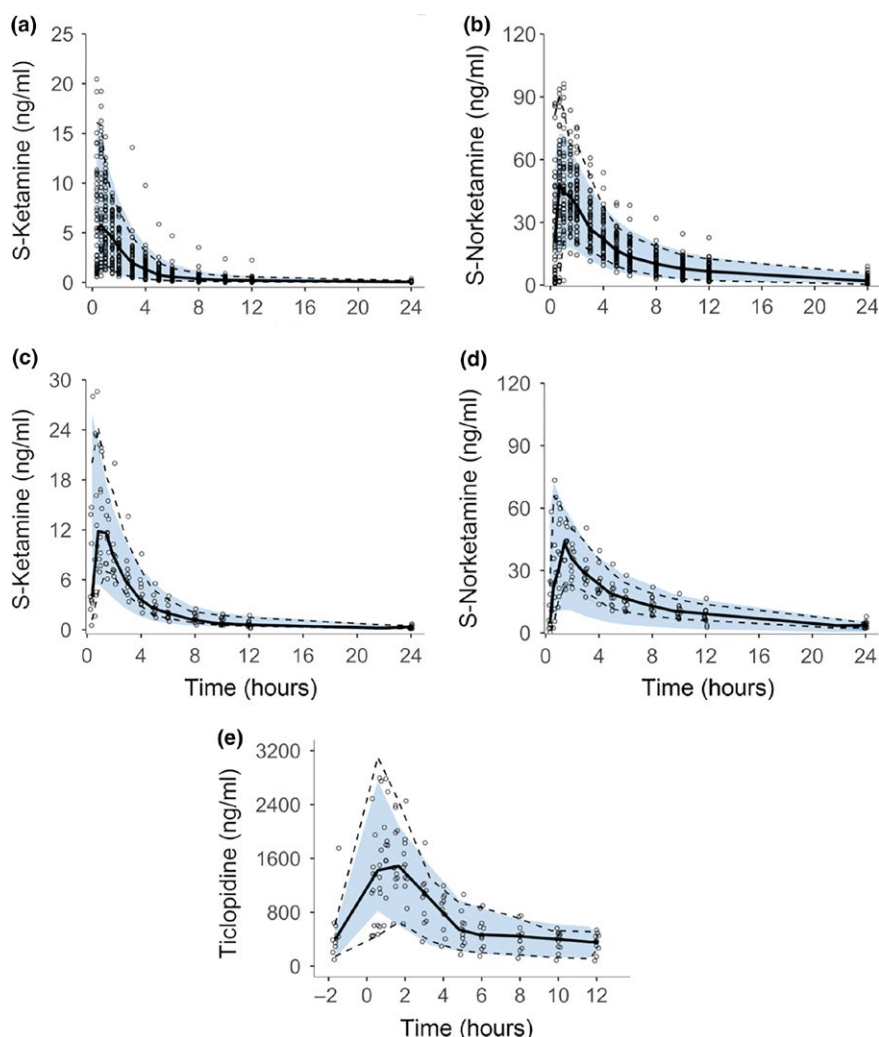 (a)
S-Ketamine (ng/ml)
25
20
15
10
5
0
0 4 8 12 16 20 24
(b)
S-Norketamine (ng/ml)
120
90
60
30
0
0 4 8 12 16 20 24
(c)
S-Ketamine (ng/ml)
30
24
18
12
6
0
0 4 8 12 16 20 24
Time (hours)
(d)
S-Norketamine (ng/ml)
120
90
60
30
0
0 4 8 12 16 20 24
Time (hours)
(e)
Ticlopidine (ng/ml)
3200
2400
1600
800
0
−2 0 2 4 6 8 10 12
Time (hours)